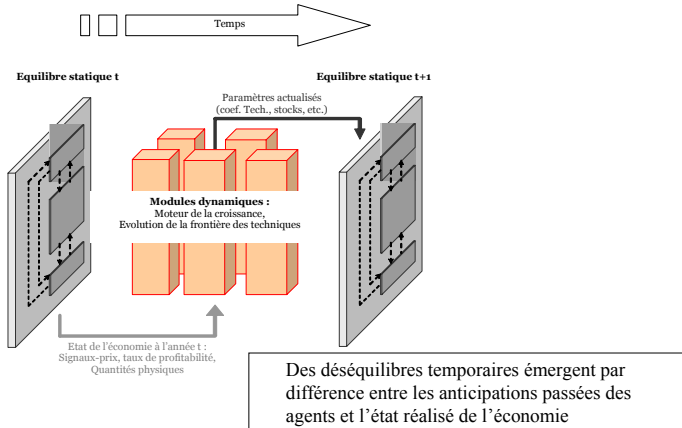 Temps
Equilibre statique t
Equilibre statique t+1
Paramètres actualisés
(coef. Tech., stocks, etc.)
Modules dynamiques :
Moteur de la croissance,
Evolution de la frontière des techniques
Etat de l'économie à l'année t :
Signaux-prix, taux de profitabilité,
Quantités physiques
Des déséquilibres temporaires émergent par
différence entre les anticipations passées des
agents et l'état réalisé de l'économie